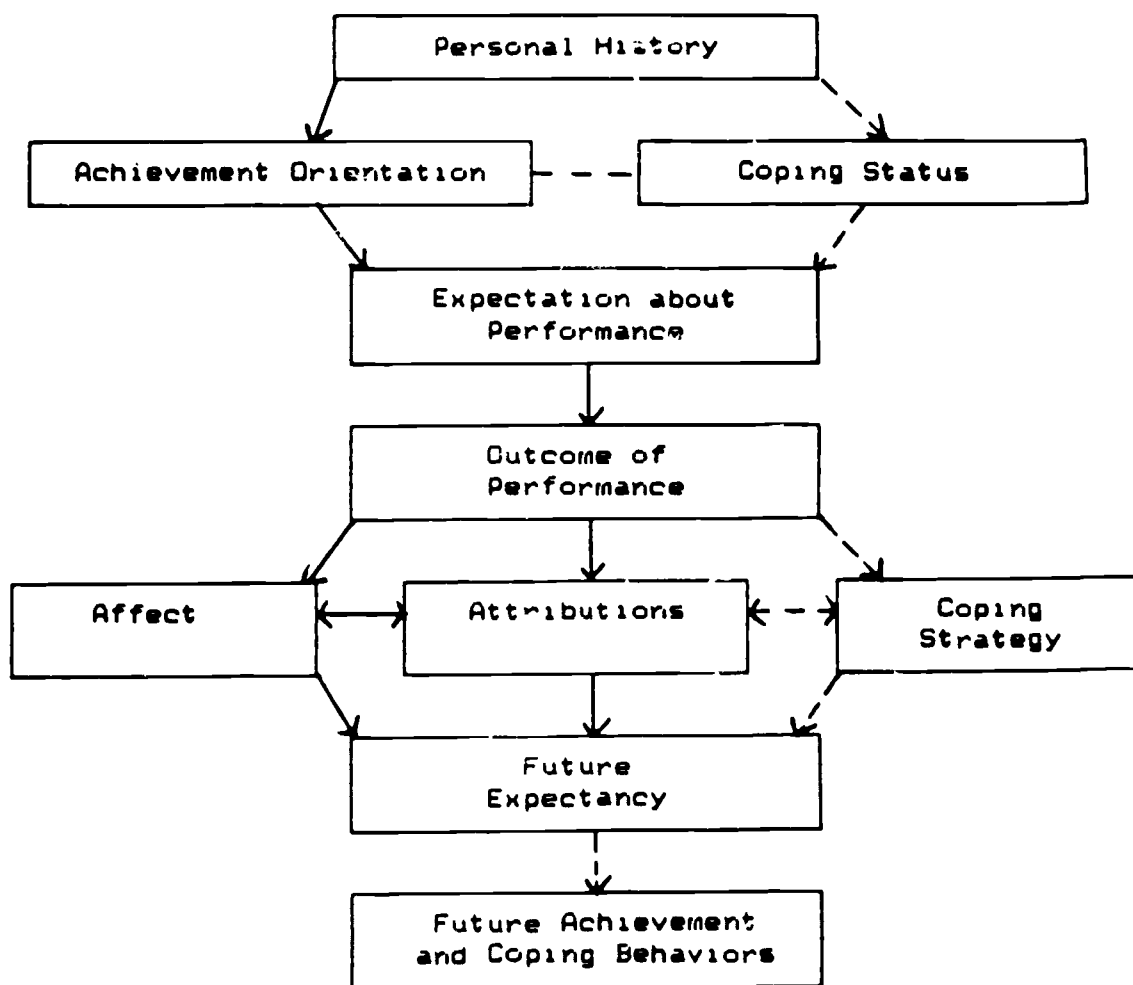 Personal History
Achievement Orientation
Coping Status
Expectation about
Performance
Outcome of
Performance
Affect
Attributions
Coping
Strategy
Future
Expectancy
Future Achievement
and Coping Behaviors